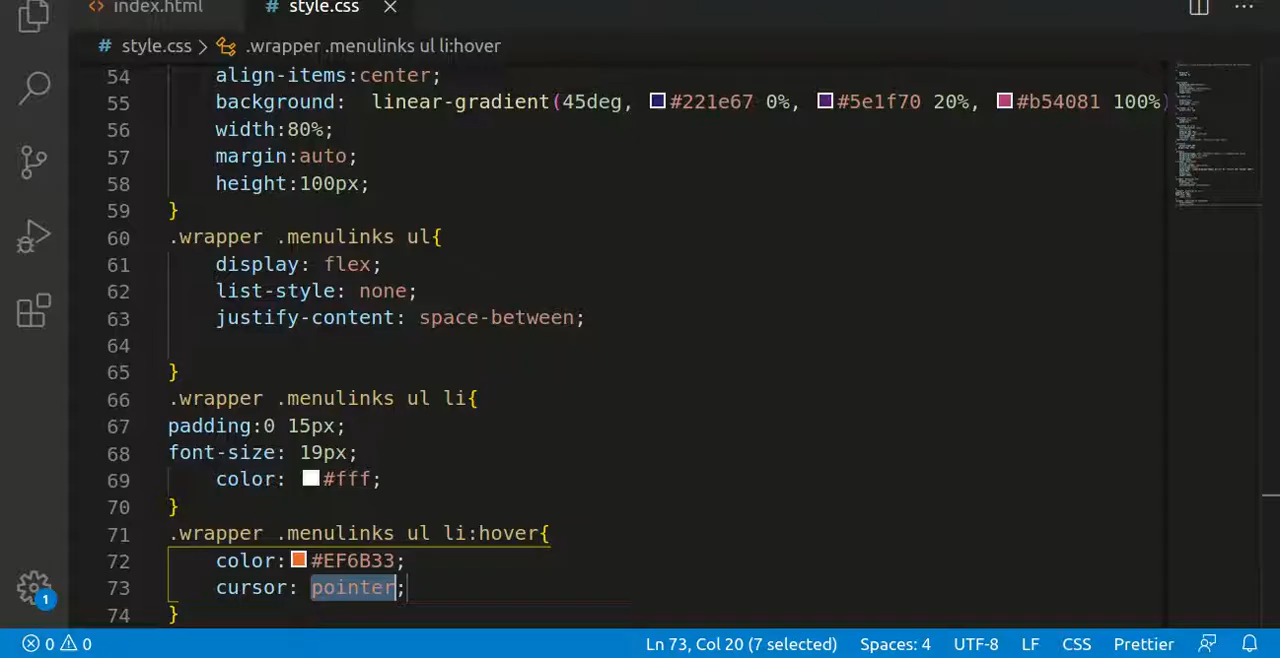 index.html
style.css
style.css > .wrapper .menulinks ul li:hover
54 align-items:center;
55 background: linear-gradient(45deg, #221e67 0%, #5e1f70 20%, #b54081 100%)
56 width:80%;
57 margin:auto;
58 height:100px;
59 }
60 .wrapper .menulinks ul{
61 display: flex;
62 list-style: none;
63 justify-content: space-between;
64
65 }
66 .wrapper .menulinks ul li{
67 padding:0 15px;
68 font-size: 19px;
69 color: #fff;
70 }
71 .wrapper .menulinks ul li:hover{
72 color:#EF6B33;
73 cursor: pointer;
74 }
1
0 0 Ln 73, Col 20 (7 selected) Spaces: 4 UTF-8 LF CSS Prettier